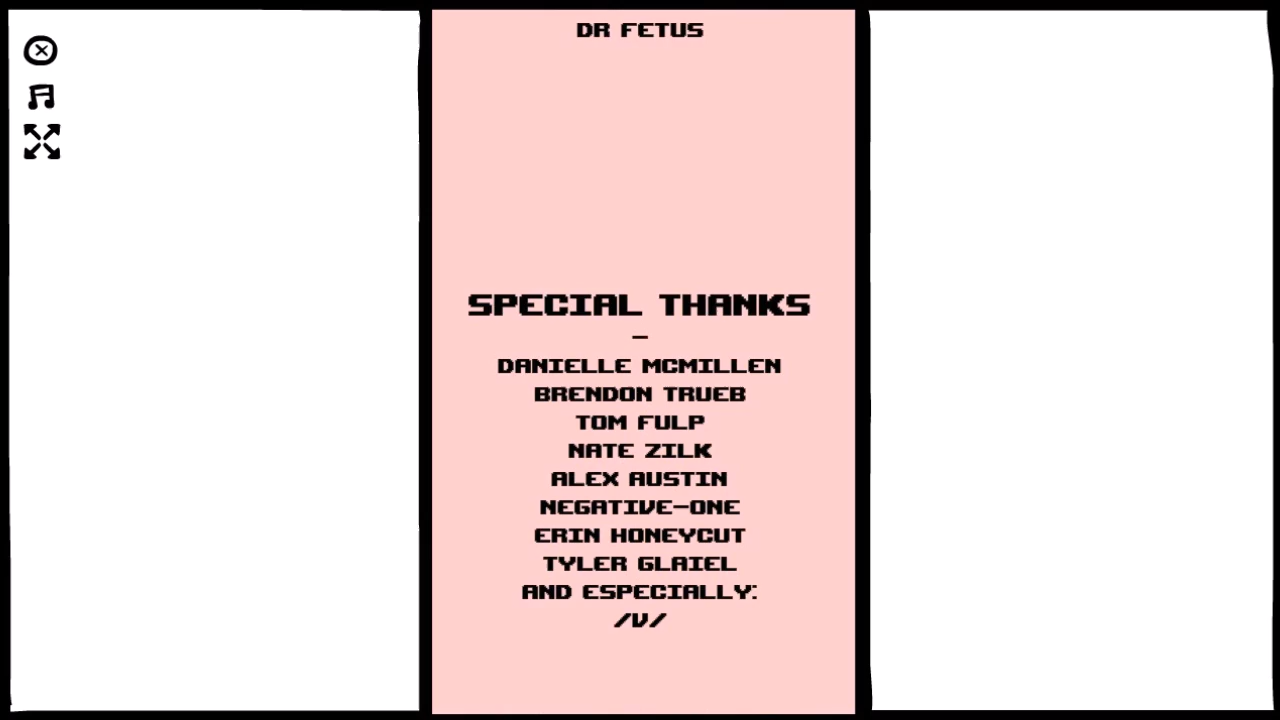 DR FETUS
SPECIAL THANKS
-
DANIELLE MCMILLEN
BRENDON TRUEB
TOM FULP
NATE ZILK
ALEX AUSTIN
NEGATIVE-ONE
ERIN HONEYCUT
TYLER GLAIEL
AND ESPECIALLY:
/V/